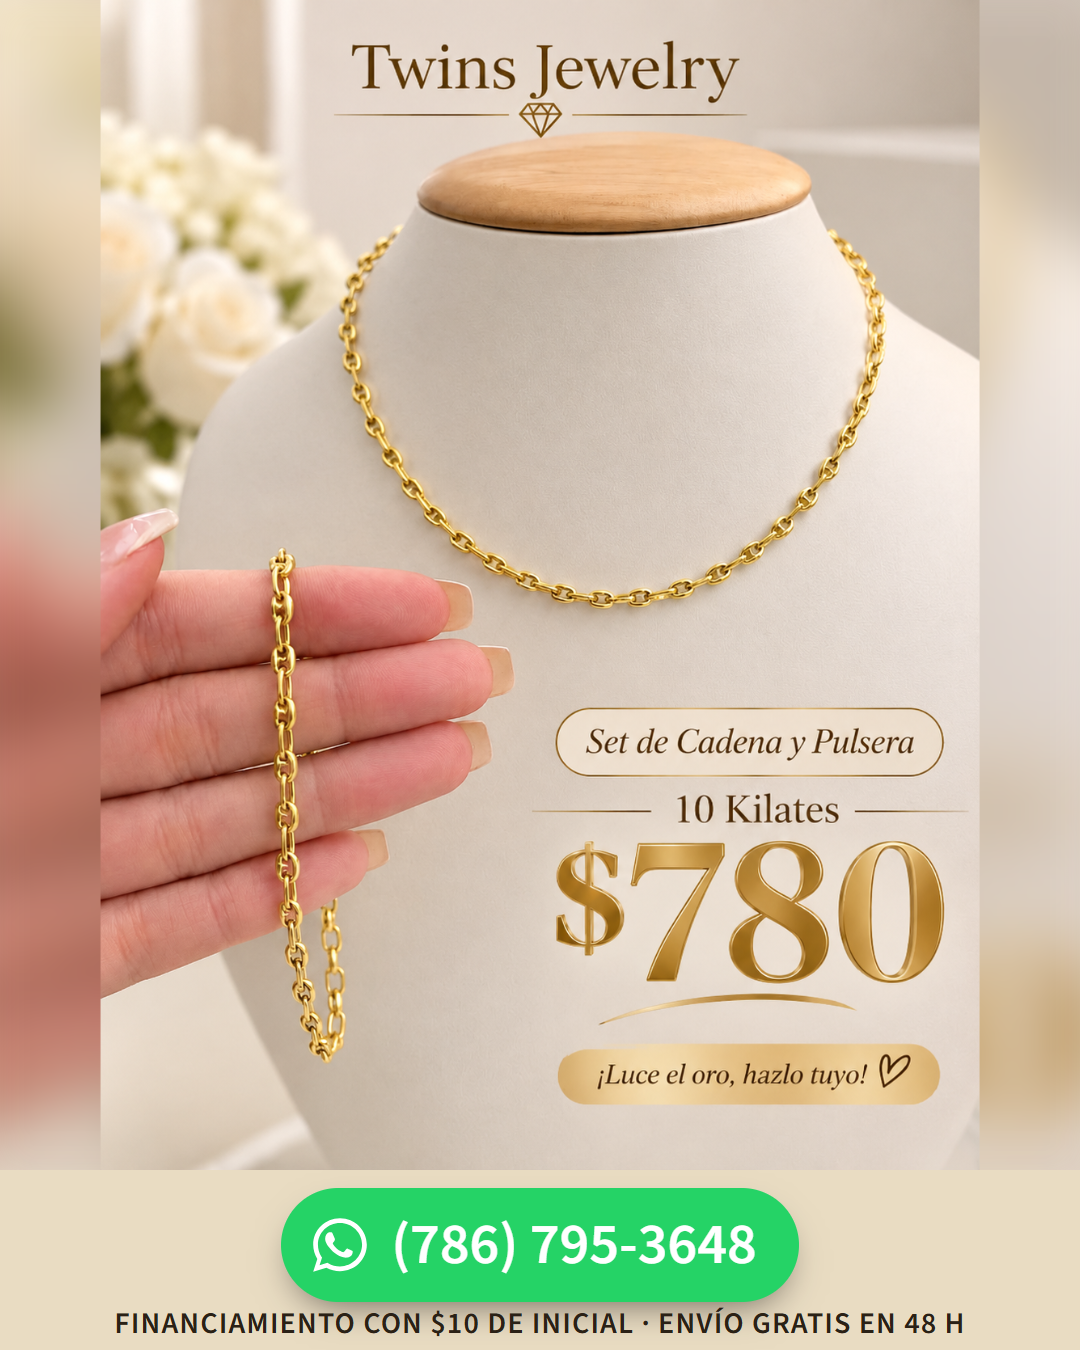 Twins Jewelry
Set de Cadena y Pulsera
10 Kilates
$780
¡Luce el oro, hazlo tuyo!
(786) 795-3648
FINANCIAMIENTO CON $10 DE INICIAL · ENVÍO GRATIS EN 48 H